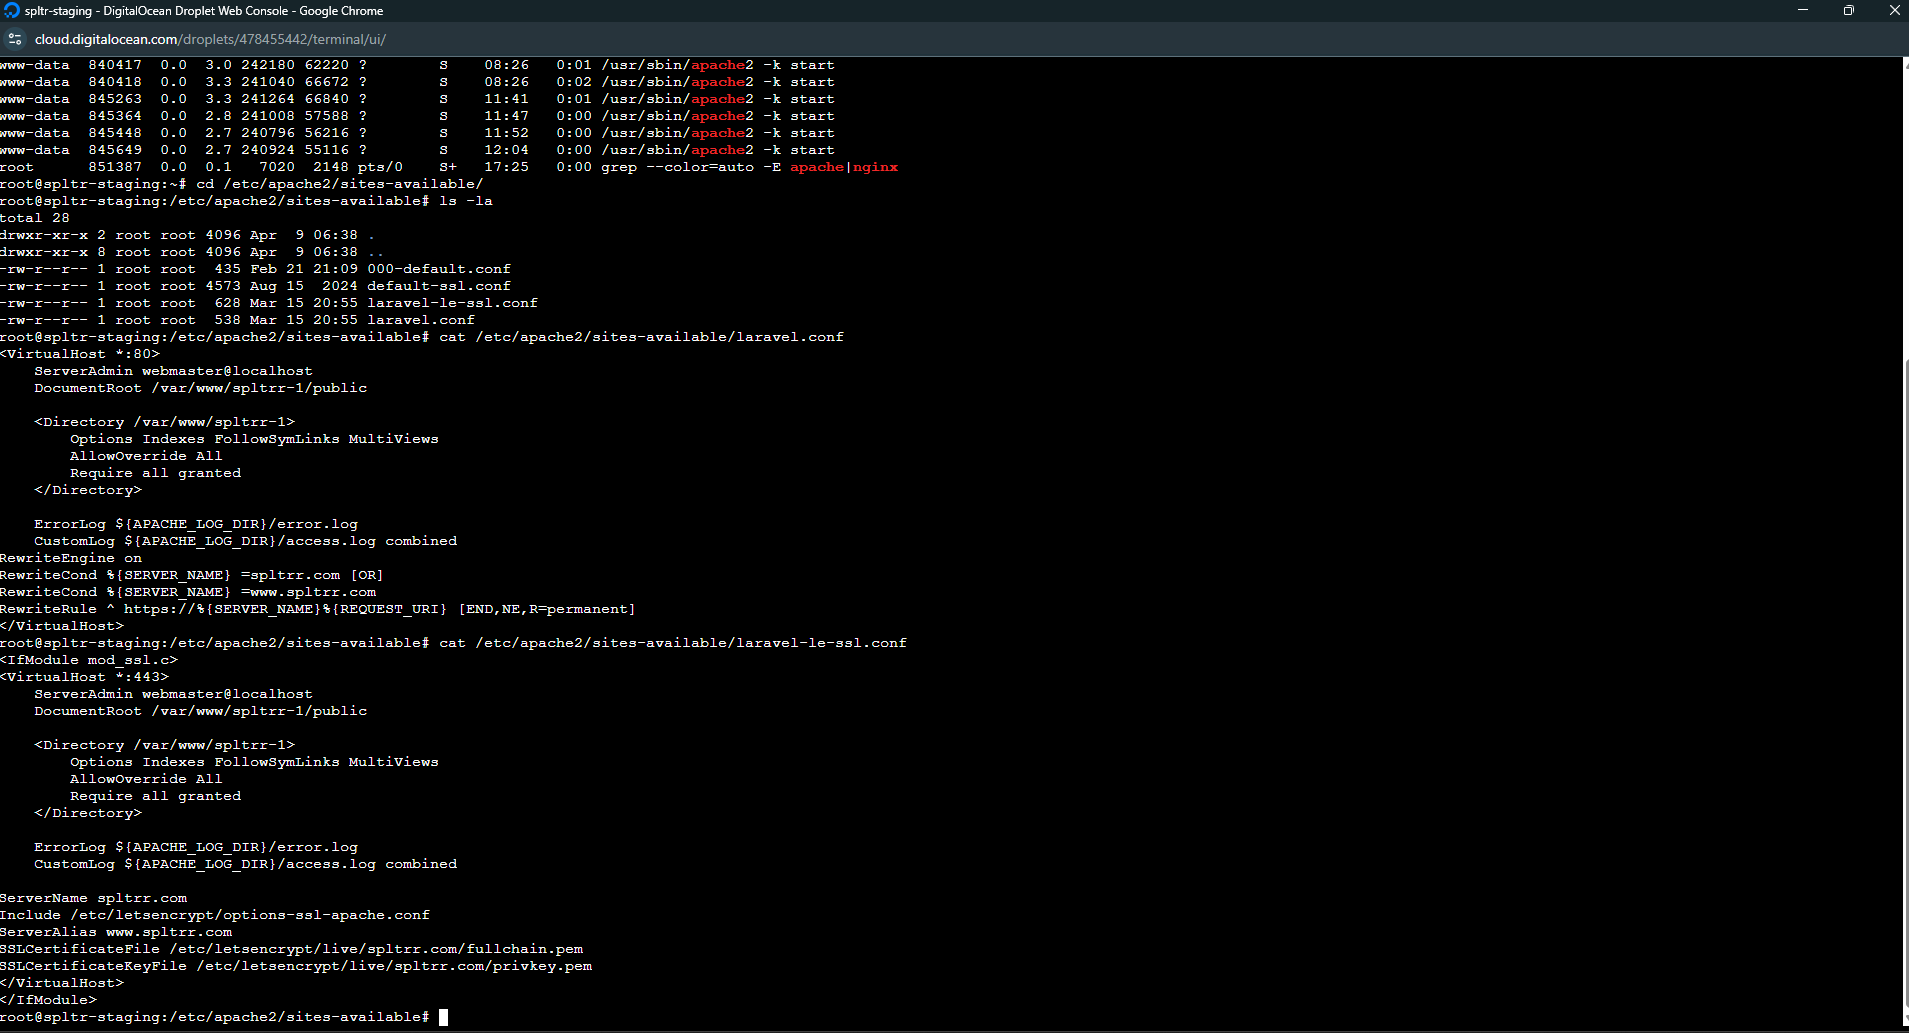 spltr-staging - DigitalOcean Droplet Web Console - Google Chrome
cloud.digitalocean.com/droplets/478455442/terminal/ui/
www-data  840417  0.0  3.0 242180 62220 ?        S    08:26   0:01 /usr/sbin/apache2 -k start
www-data  840418  0.0  3.3 241040 66672 ?        S    08:26   0:02 /usr/sbin/apache2 -k start
www-data  845263  0.0  3.3 241264 66840 ?        S    11:41   0:01 /usr/sbin/apache2 -k start
www-data  845364  0.0  2.8 241008 57588 ?        S    11:47   0:00 /usr/sbin/apache2 -k start
www-data  845448  0.0  2.7 240796 56216 ?        S    11:52   0:00 /usr/sbin/apache2 -k start
www-data  845649  0.0  2.7 240924 55116 ?        S    12:04   0:00 /usr/sbin/apache2 -k start
root      851387  0.0  0.1   7020  2148 pts/0    S+   17:25   0:00 grep --color=auto -E apache|nginx
root@spltr-staging:~# cd /etc/apache2/sites-available/
root@spltr-staging:/etc/apache2/sites-available# ls -la
total 28
drwxr-xr-x 2 root root 4096 Apr  9 06:38 .
drwxr-xr-x 8 root root 4096 Apr  9 06:38 ..
-rw-r--r-- 1 root root  435 Feb 21 21:09 000-default.conf
-rw-r--r-- 1 root root 4573 Aug 15  2024 default-ssl.conf
-rw-r--r-- 1 root root  628 Mar 15 20:55 laravel-le-ssl.conf
-rw-r--r-- 1 root root  538 Mar 15 20:55 laravel.conf
root@spltr-staging:/etc/apache2/sites-available# cat /etc/apache2/sites-available/laravel.conf
<VirtualHost *:80>
    ServerAdmin webmaster@localhost
    DocumentRoot /var/www/spltrr-1/public
    <Directory /var/www/spltrr-1>
        Options Indexes FollowSymLinks MultiViews
        AllowOverride All
        Require all granted
    </Directory>
    ErrorLog ${APACHE_LOG_DIR}/error.log
    CustomLog ${APACHE_LOG_DIR}/access.log combined
RewriteEngine on
RewriteCond %{SERVER_NAME} =spltrr.com [OR]
RewriteCond %{SERVER_NAME} =www.spltrr.com
RewriteRule ^ https://%{SERVER_NAME}%{REQUEST_URI} [END,NE,R=permanent]
</VirtualHost>
root@spltr-staging:/etc/apache2/sites-available# cat /etc/apache2/sites-available/laravel-le-ssl.conf
<IfModule mod_ssl.c>
<VirtualHost *:443>
    ServerAdmin webmaster@localhost
    DocumentRoot /var/www/spltrr-1/public
    <Directory /var/www/spltrr-1>
        Options Indexes FollowSymLinks MultiViews
        AllowOverride All
        Require all granted
    </Directory>
    ErrorLog ${APACHE_LOG_DIR}/error.log
    CustomLog ${APACHE_LOG_DIR}/access.log combined
ServerName spltrr.com
Include /etc/letsencrypt/options-ssl-apache.conf
ServerAlias www.spltrr.com
SSLCertificateFile /etc/letsencrypt/live/spltrr.com/fullchain.pem
SSLCertificateKeyFile /etc/letsencrypt/live/spltrr.com/privkey.pem
</VirtualHost>
</IfModule>
root@spltr-staging:/etc/apache2/sites-available#